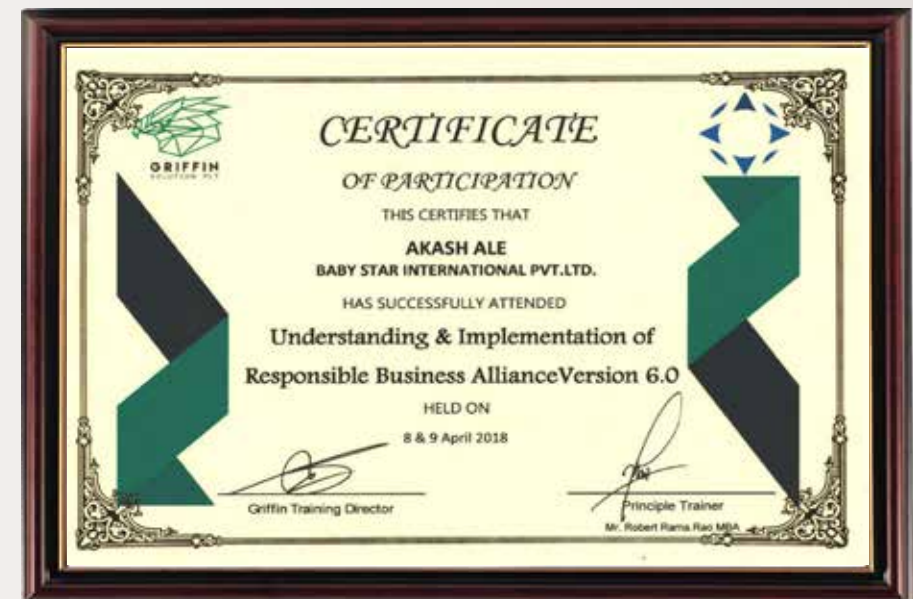 GRIFFIN
SOLUTION PLT
CERTIFICATE
OF PARTICIPATION
THIS CERTIFIES THAT
AKASH ALE
BABY STAR INTERNATIONAL PVT.LTD.
HAS SUCCESSFULLY ATTENDED
Understanding & Implementation of
Responsible Business AllianceVersion 6.0
HELD ON
8 & 9 April 2018
Griffin Training Director
Principle Trainer
Mr. Robert Rama Rao MBA